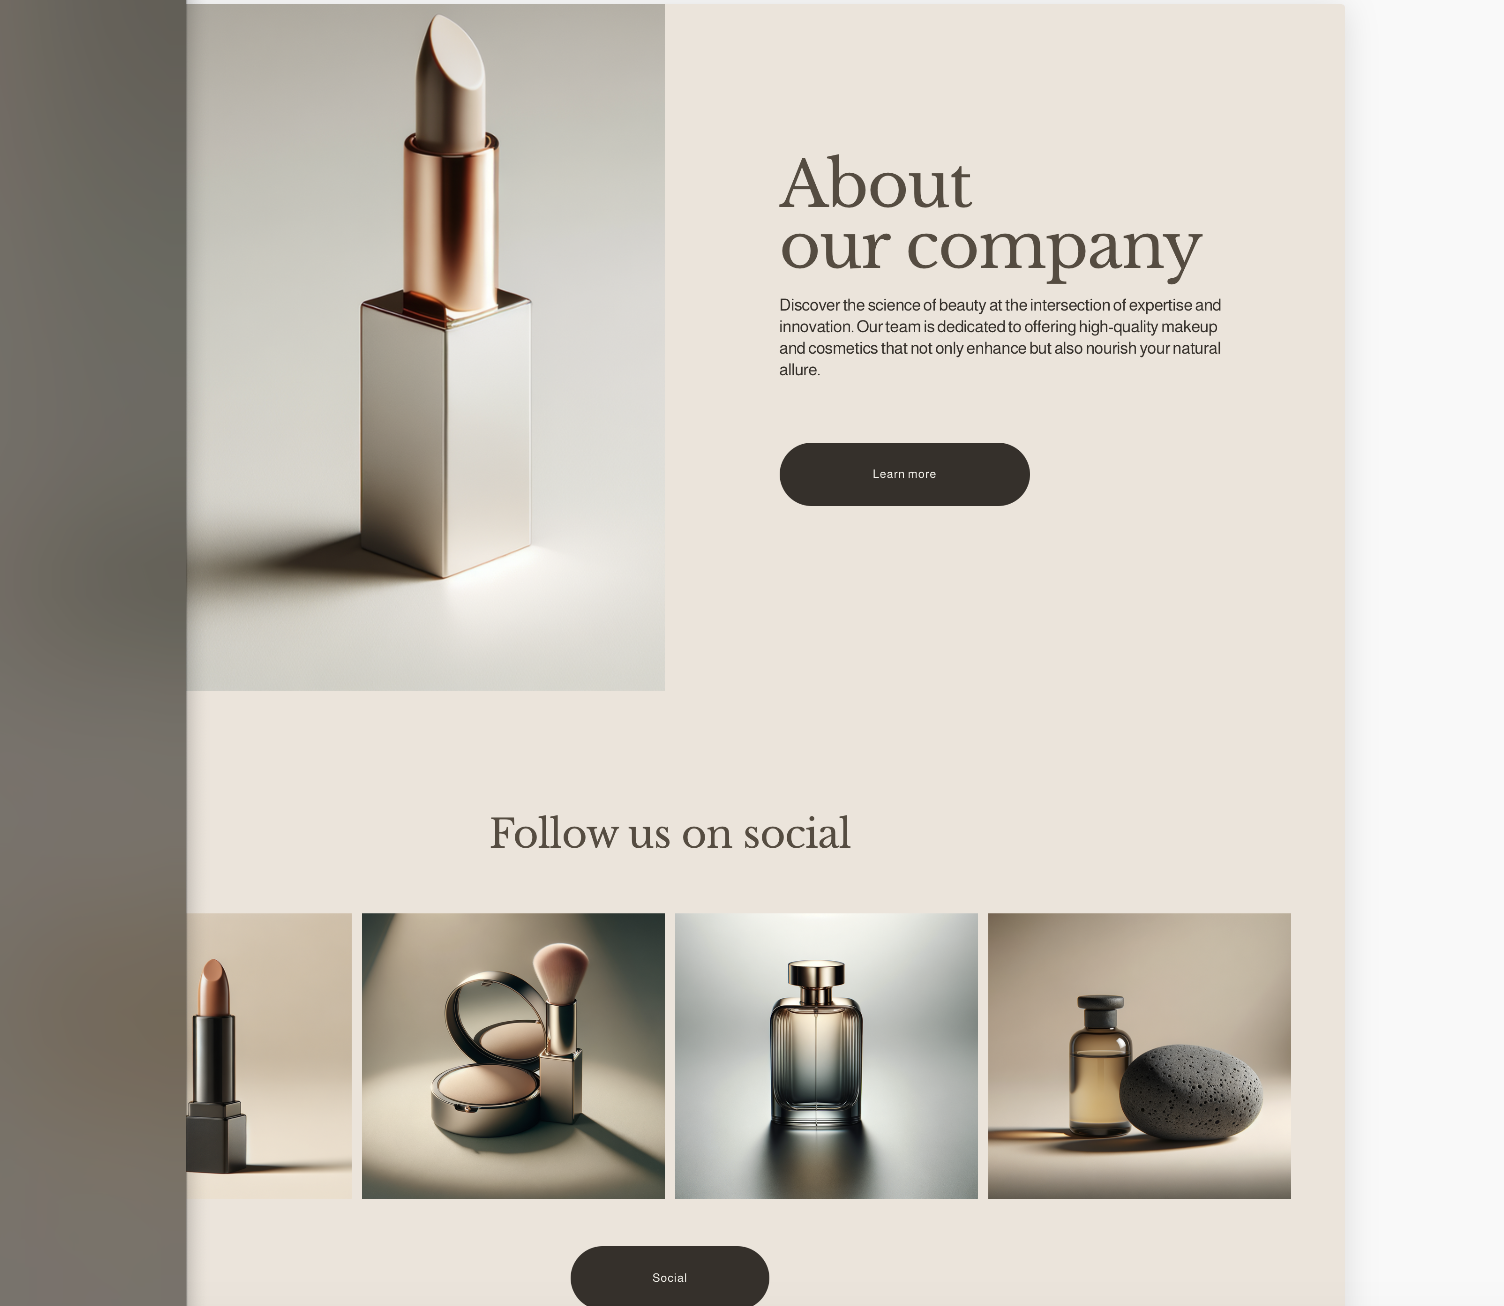 About
our company
Discover the science of beauty at the intersection of expertise and
innovation. Our team is dedicated to offering high-quality makeup
and cosmetics that not only enhance but also nourish your natural
allure.
Learn more
Follow us on social
Social